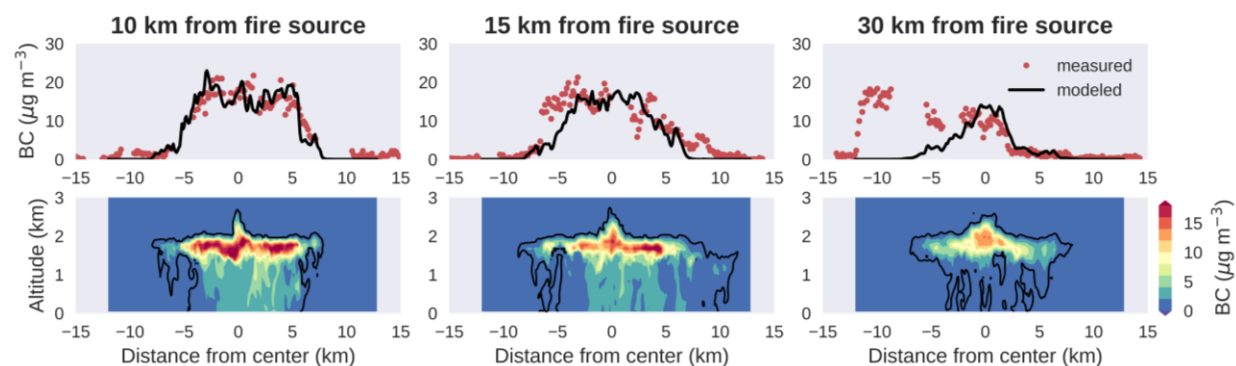 10 km from fire source
15 km from fire source
30 km from fire source
BC (μg m⁻³)
30
20
10
0
−15 −10 −5 0 5 10 15
30
20
10
0
−15 −10 −5 0 5 10 15
30
20
10
0
−15 −10 −5 0 5 10 15
measured
modeled
Altitude (km)
3
2
1
0
−15 −10 −5 0 5 10 15
Distance from center (km)
3
2
1
0
−15 −10 −5 0 5 10 15
Distance from center (km)
3
2
1
0
−15 −10 −5 0 5 10 15
Distance from center (km)
15
10
5
0
BC (μg m⁻³)